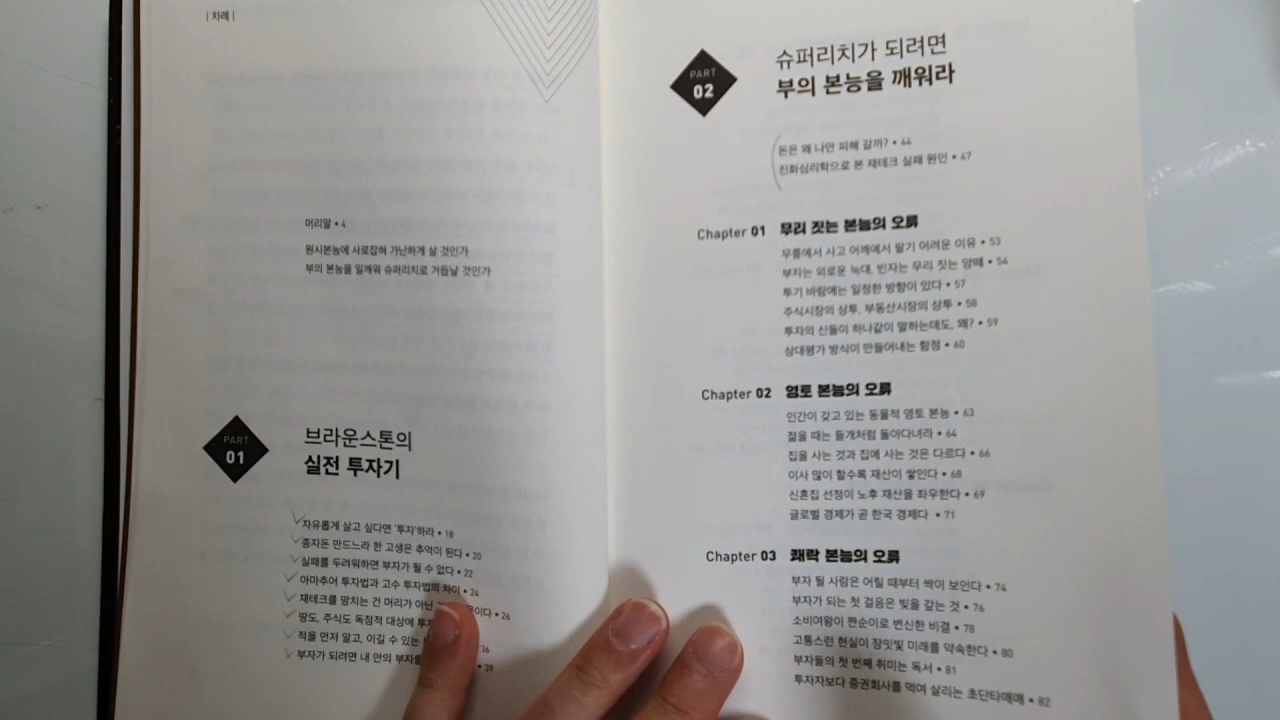 | 차례 |
머리말 • 4
원시본능에 사로잡혀 가난하게 살 것인가
부의 본능을 일깨워 슈퍼리치로 거듭날 것인가
PART
01
브라운스톤의
실전 투자기
자유롭게 살고 싶다면 '투자'하라 • 18
종자돈 만드느라 한 고생은 추억이 된다 • 20
실패를 두려워하면 부자가 될 수 없다 • 22
아마추어 투자법과 고수 투자법의 차이 • 24
재테크를 망치는 건 머리가 아닌 이다 • 26
땅도, 주식도 독점적 대상에
적을 먼저 알고, 이길 수 있는 36
부자가 되려면 내 안의 부자를 • 39
PART
02
슈퍼리치가 되려면
부의 본능을 깨워라
돈은 왜 나만 피해 갈까? • 44
진화심리학으로 본 재테크 실패 원인 • 47
Chapter 01 무리 짓는 본능의 오류
무릎에서 사고 어깨에서 팔기 어려운 이유 • 53
부자는 외로운 늑대, 빈자는 무리 짓는 양떼 • 54
투기 바람에는 일정한 방향이 있다 • 57
주식시장의 상투, 부동산시장의 상투 • 58
투자의 신들이 하나같이 말하는데도, 왜? • 59
상대평가 방식이 만들어내는 함정 • 60
Chapter 02 영토 본능의 오류
인간이 갖고 있는 동물적 영토 본능 • 63
젊을 때는 들개처럼 돌아다녀라 • 64
집을 사는 것과 집에 사는 것은 다르다 • 66
이사 많이 할수록 재산이 쌓인다 • 68
신혼집 선정이 노후 재산을 좌우한다 • 69
글로벌 경제가 곧 한국 경제다 • 71
Chapter 03 쾌락 본능의 오류
부자 될 사람은 어릴 때부터 싹이 보인다 • 74
부자가 되는 첫 걸음은 빚을 갚는 것 • 76
소비여왕이 짠순이로 변신한 비결 • 78
고통스런 현실이 장밋빛 미래를 약속한다 • 80
부자들의 첫 번째 취미는 독서 • 81
투자자보다 증권회사를 먹여 살리는 초단타매매 • 82